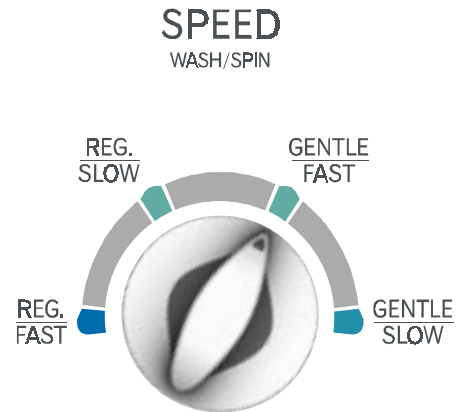 SPEED
WASH/SPIN
REG.
SLOW
GENTLE
FAST
REG.
FAST
GENTLE
SLOW